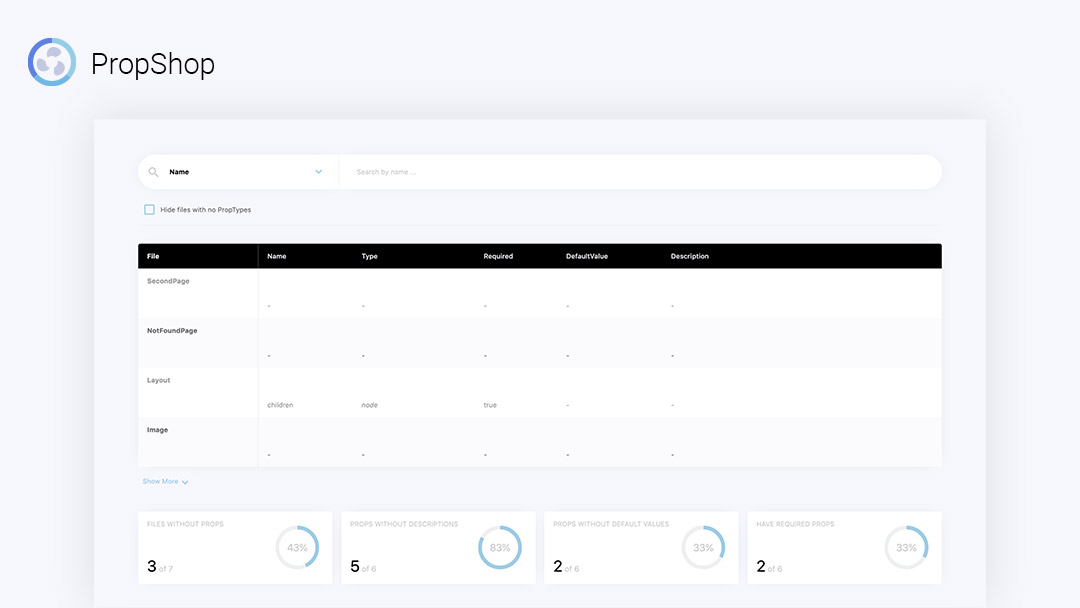 PropShop
Name
Search by name ...
Hide files with no PropTypes
File Name Type Required DefaultValue Description
SecondPage
- - - - -
NotFoundPage
- - - - -
Layout
children node true - -
Image
- - - - -
Show More
FILES WITHOUT PROPS
43%
3 of 7
PROPS WITHOUT DESCRIPTIONS
83%
5 of 6
PROPS WITHOUT DEFAULT VALUES
33%
2 of 6
HAVE REQUIRED PROPS
33%
2 of 6